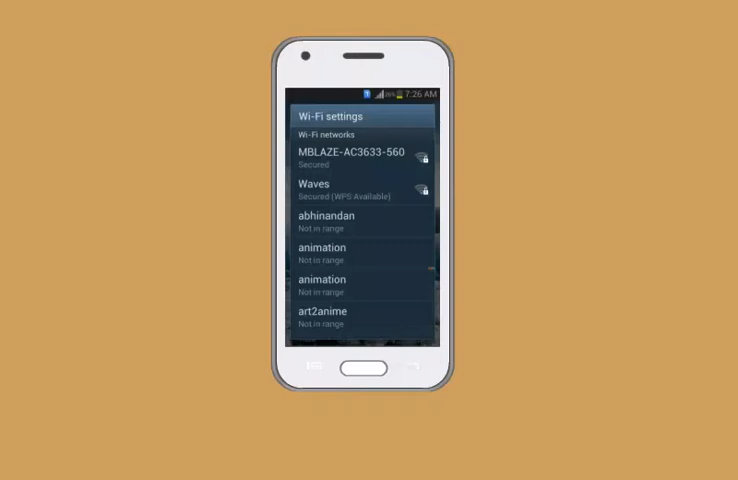 7:26 AM
Wi-Fi settings
Wi-Fi networks
MBLAZE-AC3633-560
Secured
Waves
Secured (WPS Available)
abhinandan
Not in range
animation
Not in range
animation
Not in range
art2anime
Not in range